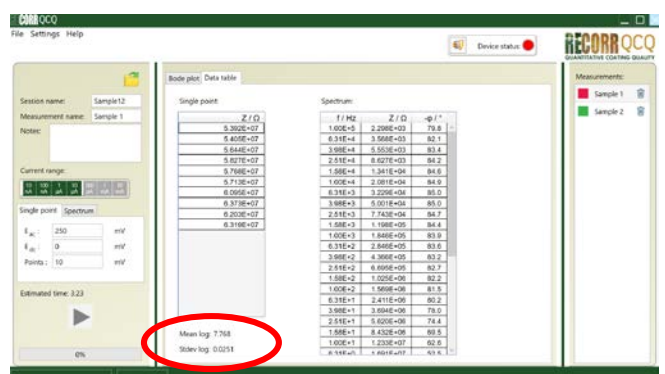 CORR QCQ
File Settings Help
Device status:
RECORR QCQ
QUANTITATIVE COATING QUALITY
Session name: Sample12
Measurement name: Sample 1
Notes:
Current range:
Single point Spectrum
E ac : 250 mV
E dc : 0 mV
Points : 10 mV
Estimated time: 3.23
0%
Bode plot Data table
Single point:
Z / Ω
5.392E+07
5.405E+07
5.644E+07
5.827E+07
5.768E+07
5.713E+07
6.095E+07
6.373E+07
6.203E+07
6.316E+07
Mean log: 7.768
Stdev log: 0.0251
Spectrum:
f / Hz Z / Ω -φ / °
1.00E+5 2.298E+03 79.8
6.31E+4 3.568E+03 82.1
3.98E+4 5.553E+03 83.4
2.51E+4 8.627E+03 84.2
1.58E+4 1.341E+04 84.6
1.00E+4 2.081E+04 84.9
6.31E+3 3.229E+04 85.0
3.98E+3 5.001E+04 85.0
2.51E+3 7.743E+04 84.7
1.58E+3 1.198E+05 84.4
1.00E+3 1.846E+05 83.9
6.31E+2 2.846E+05 83.6
3.98E+2 4.366E+05 83.2
2.51E+2 6.695E+05 82.7
1.58E+2 1.025E+06 82.2
1.00E+2 1.569E+06 81.5
6.31E+1 2.411E+06 80.2
3.98E+1 3.694E+06 78.0
2.51E+1 5.620E+06 74.4
1.58E+1 8.432E+06 69.5
1.00E+1 1.233E+07 62.6
6.31E+0 1.691E+07 53.5
Measurements:
Sample 1
Sample 2